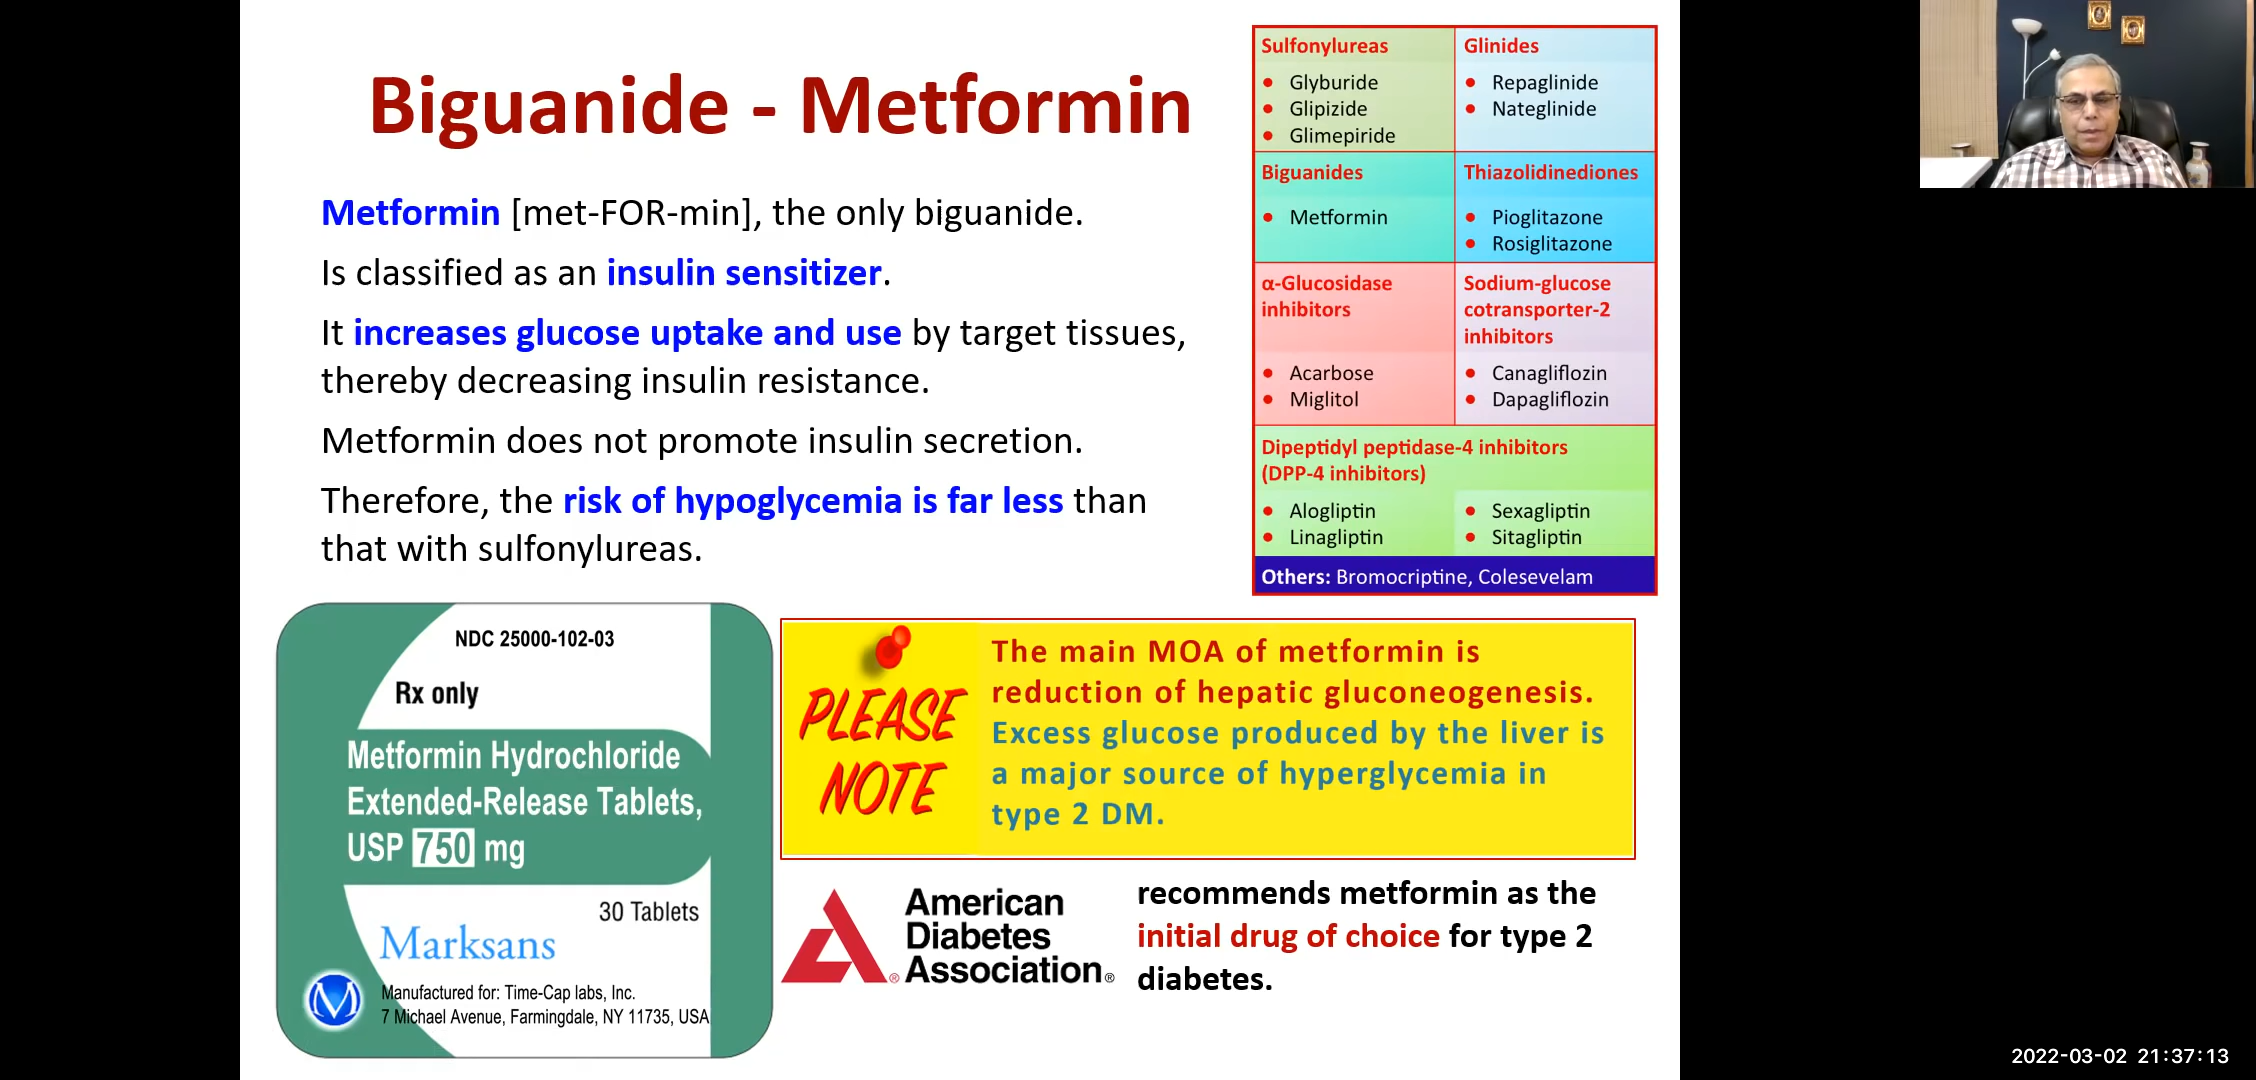 Biguanide - Metformin
Metformin [met-FOR-min], the only biguanide.
Is classified as an insulin sensitizer.
It increases glucose uptake and use by target tissues,
thereby decreasing insulin resistance.
Metformin does not promote insulin secretion.
Therefore, the risk of hypoglycemia is far less than
that with sulfonylureas.
Sulfonylureas
• Glyburide
• Glipizide
• Glimepiride
Glinides
• Repaglinide
• Nateglinide
Biguanides
• Metformin
Thiazolidinediones
• Pioglitazone
• Rosiglitazone
α-Glucosidase
inhibitors
• Acarbose
• Miglitol
Sodium-glucose
cotransporter-2
inhibitors
• Canagliflozin
• Dapagliflozin
Dipeptidyl peptidase-4 inhibitors
(DPP-4 inhibitors)
• Alogliptin
• Linagliptin
• Sexagliptin
• Sitagliptin
Others: Bromocriptine, Colesevelam
NDC 25000-102-03
Rx only
Metformin Hydrochloride
Extended-Release Tablets,
USP 750 mg
30 Tablets
Marksans
Manufactured for: Time-Cap labs, Inc.
7 Michael Avenue, Farmingdale, NY 11735, USA
PLEASE
NOTE
The main MOA of metformin is
reduction of hepatic gluconeogenesis.
Excess glucose produced by the liver is
a major source of hyperglycemia in
type 2 DM.
American
Diabetes
Association®
recommends metformin as the
initial drug of choice for type 2
diabetes.
2022-03-02 21:37:13